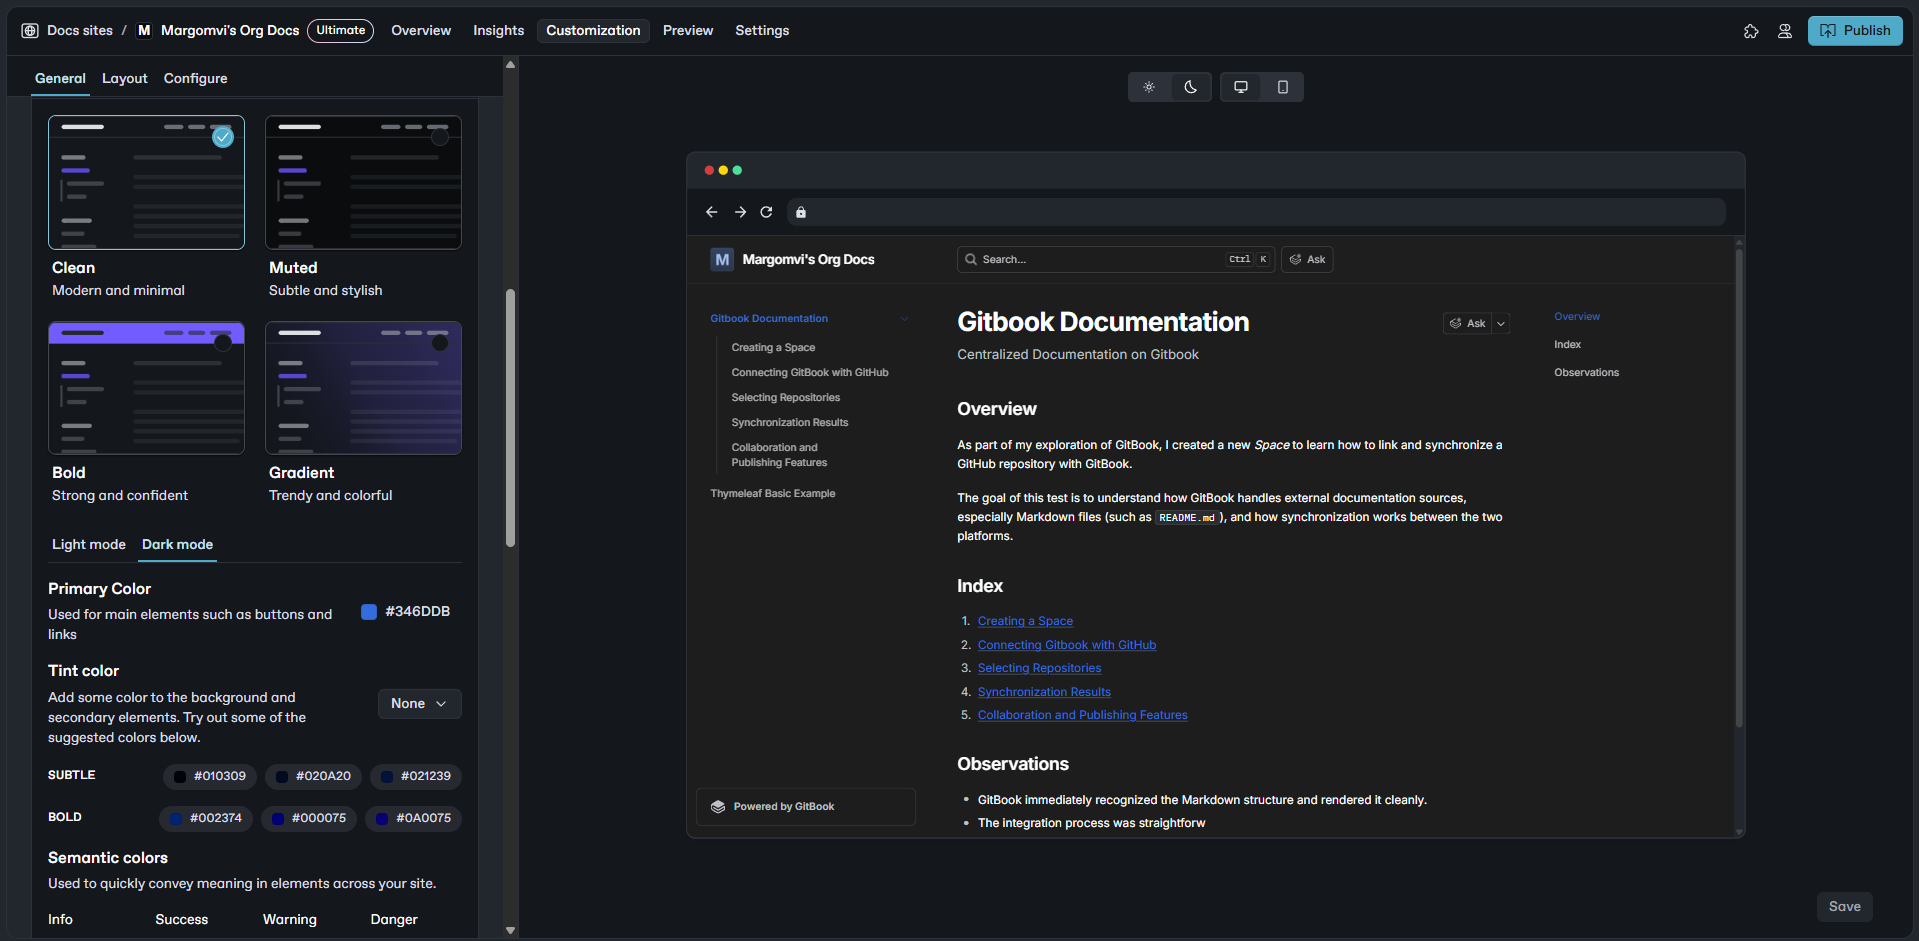 Docs sites / M Margomvi's Org Docs Ultimate Overview Insights Customization Preview Settings Publish
General Layout Configure
Clean
Modern and minimal
Muted
Subtle and stylish
Bold
Strong and confident
Gradient
Trendy and colorful
Light mode Dark mode
Primary Color
Used for main elements such as buttons and
links
#346DDB
Tint color
Add some color to the background and
secondary elements. Try out some of the
suggested colors below.
None
SUBTLE #010309 #020A20 #021239
BOLD #002374 #000075 #0A0075
Semantic colors
Used to quickly convey meaning in elements across your site.
Info Success Warning Danger
M Margomvi's Org Docs
Search... Ctrl K Ask
Gitbook Documentation
Creating a Space
Connecting GitBook with GitHub
Selecting Repositories
Synchronization Results
Collaboration and
Publishing Features
Thymeleaf Basic Example
Powered by GitBook
Gitbook Documentation
Ask
Centralized Documentation on Gitbook
Overview
As part of my exploration of GitBook, I created a new Space to learn how to link and synchronize a
GitHub repository with GitBook.
The goal of this test is to understand how GitBook handles external documentation sources,
especially Markdown files (such as README.md), and how synchronization works between the two
platforms.
Index
1. Creating a Space
2. Connecting Gitbook with GitHub
3. Selecting Repositories
4. Synchronization Results
5. Collaboration and Publishing Features
Observations
• GitBook immediately recognized the Markdown structure and rendered it cleanly.
• The integration process was straightforw
Overview
Index
Observations
Save